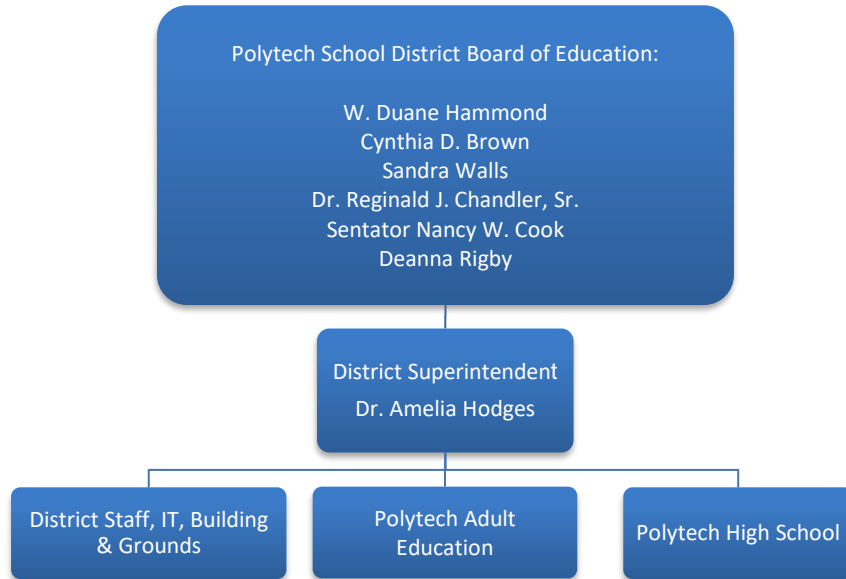 Polytech School District Board of Education:
W. Duane Hammond
Cynthia D. Brown
Sandra Walls
Dr. Reginald J. Chandler, Sr.
Sentator Nancy W. Cook
Deanna Rigby
District Superintendent
Dr. Amelia Hodges
District Staff, IT, Building
& Grounds
Polytech Adult
Education
Polytech High School